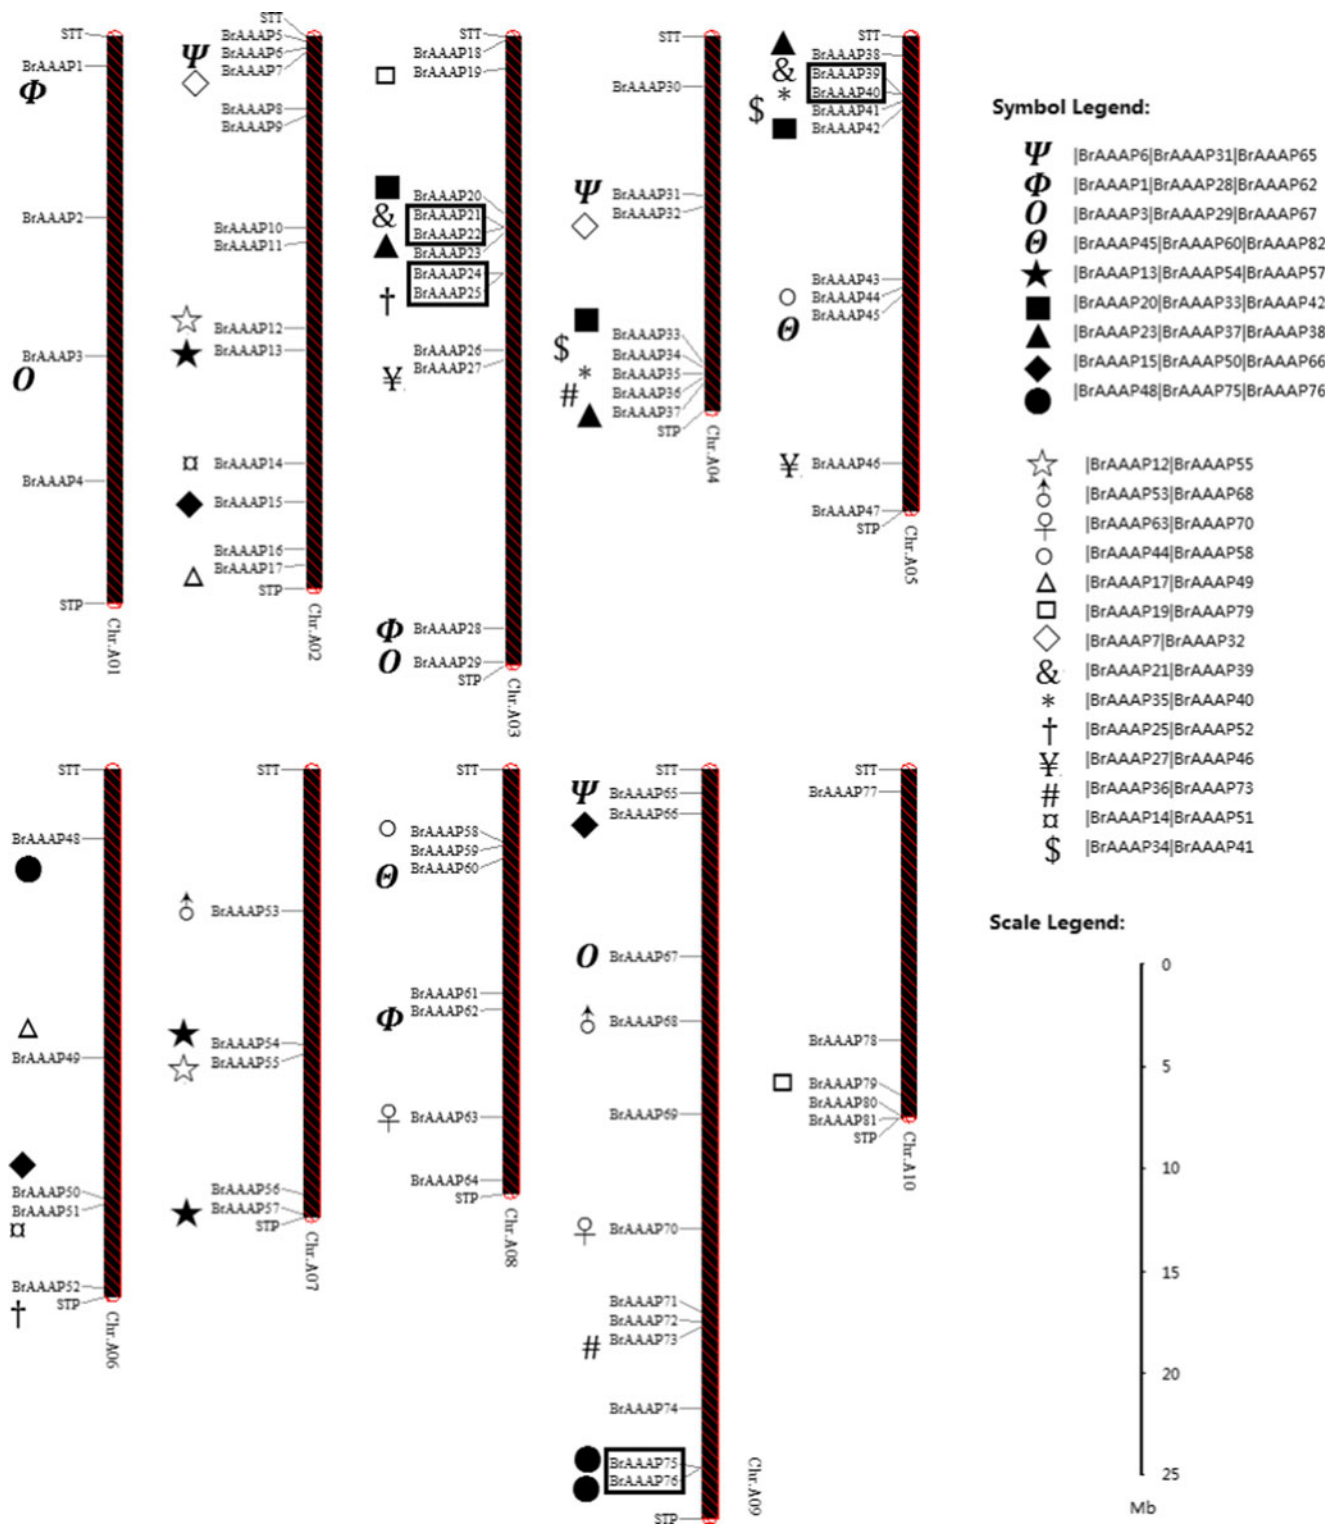 STT
BrAAAP1
Φ
BrAAAP2
BrAAAP3
O
BrAAAP4
STP
Chr.A01
STT
BrAAAP5
Ψ BrAAAP6
◇ BrAAAP7
BrAAAP8
BrAAAP9
BrAAAP10
BrAAAP11
☆ BrAAAP12
★ BrAAAP13
¤ BrAAAP14
◆ BrAAAP15
BrAAAP16
△ BrAAAP17
STP
Chr.A02
STT
BrAAAP18
□ BrAAAP19
■ BrAAAP20
& BrAAAP21
BrAAAP22
▲ BrAAAP23
BrAAAP24
† BrAAAP25
BrAAAP26
¥ BrAAAP27
Φ BrAAAP28
O BrAAAP29
STP
Chr.A03
STT
BrAAAP30
Ψ BrAAAP31
◇ BrAAAP32
■ BrAAAP33
$ BrAAAP34
* BrAAAP35
# BrAAAP36
▲ BrAAAP37
STP
Chr.A04
STT
▲ BrAAAP38
& BrAAAP39
* BrAAAP40
$ BrAAAP41
■ BrAAAP42
BrAAAP43
○ BrAAAP44
Θ BrAAAP45
¥ BrAAAP46
BrAAAP47
STP
Chr.A05
Symbol Legend:
Ψ |BrAAAP6|BrAAAP31|BrAAAP65
Φ |BrAAAP1|BrAAAP28|BrAAAP62
O |BrAAAP3|BrAAAP29|BrAAAP67
Θ |BrAAAP45|BrAAAP60|BrAAAP82
★ |BrAAAP13|BrAAAP54|BrAAAP57
■ |BrAAAP20|BrAAAP33|BrAAAP42
▲ |BrAAAP23|BrAAAP37|BrAAAP38
◆ |BrAAAP15|BrAAAP50|BrAAAP66
● |BrAAAP48|BrAAAP75|BrAAAP76
☆ |BrAAAP12|BrAAAP55
♂ |BrAAAP53|BrAAAP68
♀ |BrAAAP63|BrAAAP70
○ |BrAAAP44|BrAAAP58
△ |BrAAAP17|BrAAAP49
□ |BrAAAP19|BrAAAP79
◇ |BrAAAP7|BrAAAP32
& |BrAAAP21|BrAAAP39
* |BrAAAP35|BrAAAP40
† |BrAAAP25|BrAAAP52
¥ |BrAAAP27|BrAAAP46
# |BrAAAP36|BrAAAP73
¤ |BrAAAP14|BrAAAP51
$ |BrAAAP34|BrAAAP41
STT
BrAAAP48
●
△
BrAAAP49
◆
BrAAAP50
BrAAAP51
¤
BrAAAP52
STP
†
Chr.A06
STT
♂ BrAAAP53
★ BrAAAP54
☆ BrAAAP55
BrAAAP56
★ BrAAAP57
STP
Chr.A07
STT
○ BrAAAP58
BrAAAP59
Θ BrAAAP60
BrAAAP61
Φ BrAAAP62
♀ BrAAAP63
BrAAAP64
STP
Chr.A08
STT
Ψ BrAAAP65
◆ BrAAAP66
O BrAAAP67
♂ BrAAAP68
BrAAAP69
♀ BrAAAP70
BrAAAP71
BrAAAP72
# BrAAAP73
BrAAAP74
● BrAAAP75
● BrAAAP76
STP
Chr.A09
STT
BrAAAP77
BrAAAP78
□ BrAAAP79
BrAAAP80
BrAAAP81
STP
Chr.A10
Scale Legend:
0
5
10
15
20
25
Mb